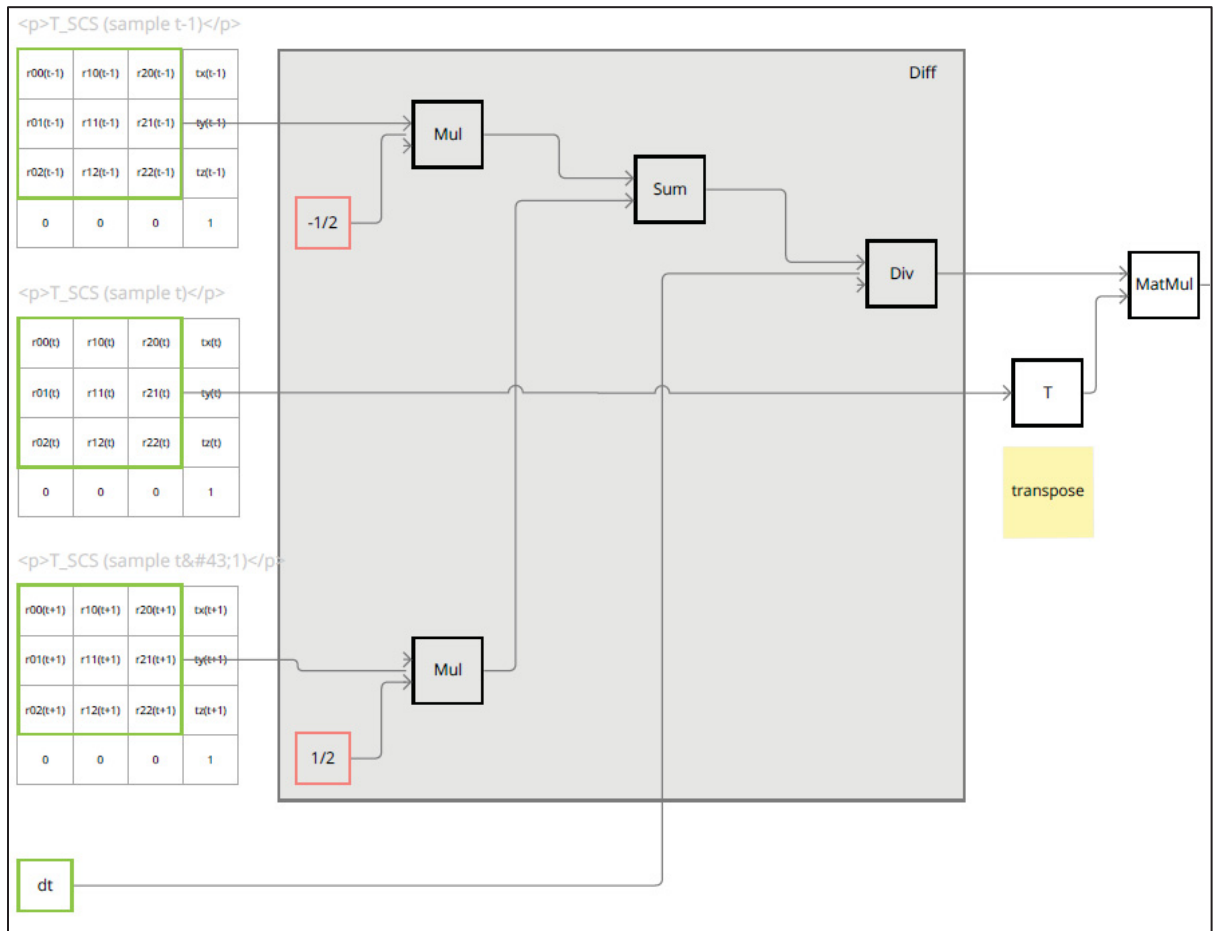 <p>T_SCS (sample t-1)</p>
r00(t-1) r10(t-1) r20(t-1) tx(t-1)
r01(t-1) r11(t-1) r21(t-1) ty(t-1)
r02(t-1) r12(t-1) r22(t-1) tz(t-1)
0 0 0 1
Diff
Mul
-1/2
Sum
Div
MatMul
<p>T_SCS (sample t)</p>
r00(t) r10(t) r20(t) tx(t)
r01(t) r11(t) r21(t) ty(t)
r02(t) r12(t) r22(t) tz(t)
0 0 0 1
T
transpose
<p>T_SCS (sample t&#43;1)</p>
r00(t+1) r10(t+1) r20(t+1) tx(t+1)
r01(t+1) r11(t+1) r21(t+1) ty(t+1)
r02(t+1) r12(t+1) r22(t+1) tz(t+1)
0 0 0 1
Mul
1/2
dt